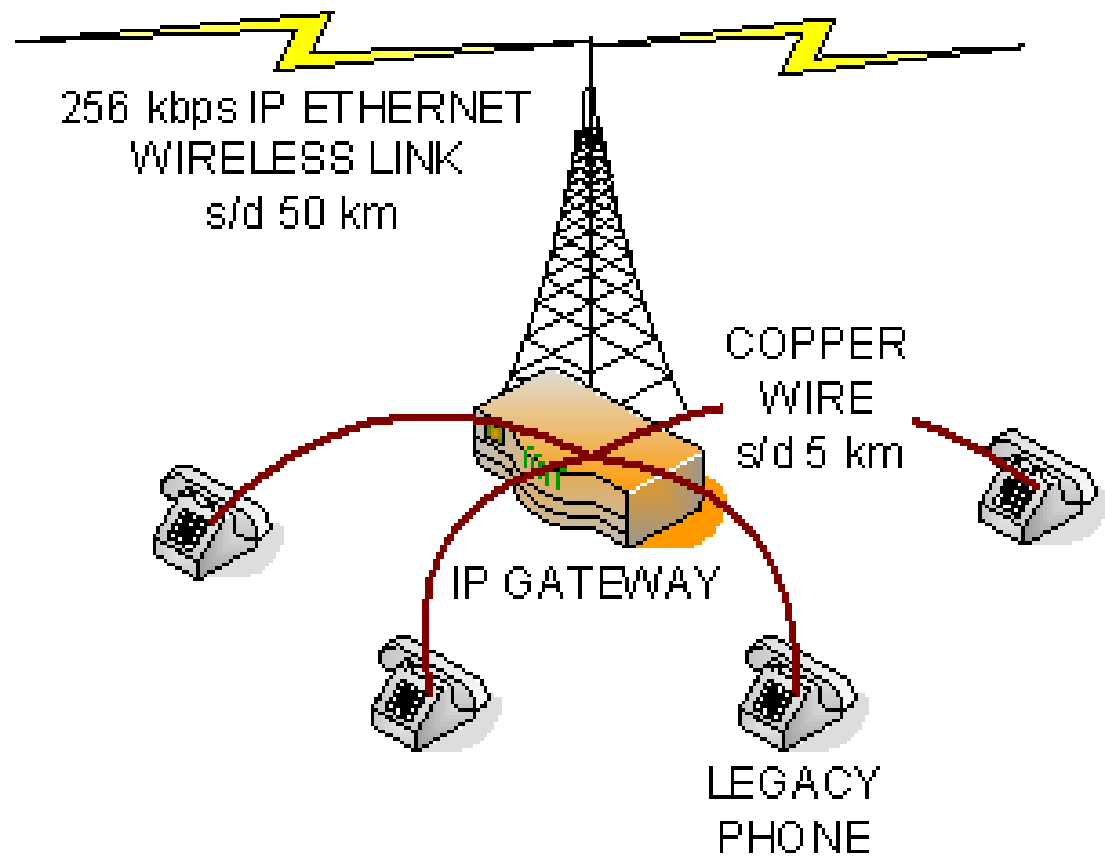 256 kbps IP ETHERNET
WIRELESS LINK
s/d 50 km
COPPER
WIRE
s/d 5 km
IP GATEWAY
LEGACY
PHONE